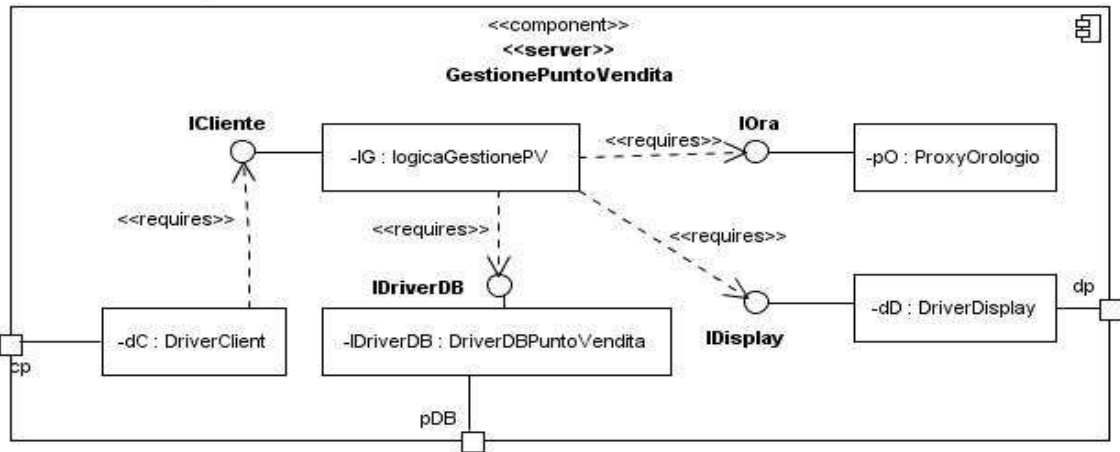 <<component>>
<<server>>
GestionePuntoVendita
ICliente
-lG : logicaGestionePV
<<requires>>
IOra
-pO : ProxyOrologio
<<requires>>
<<requires>>
<<requires>>
IDriverDB
-dC : DriverClient
-IDriverDB : DriverDBPuntoVendita
IDisplay
-dD : DriverDisplay
dp
cp
pDB